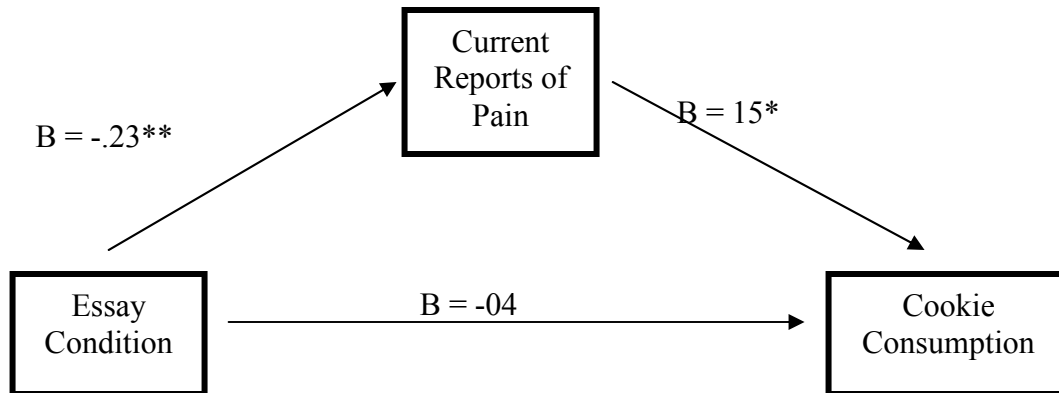 Current
Reports of
Pain
B = -.23**
B = 15*
Essay
Condition
B = -04
Cookie
Consumption